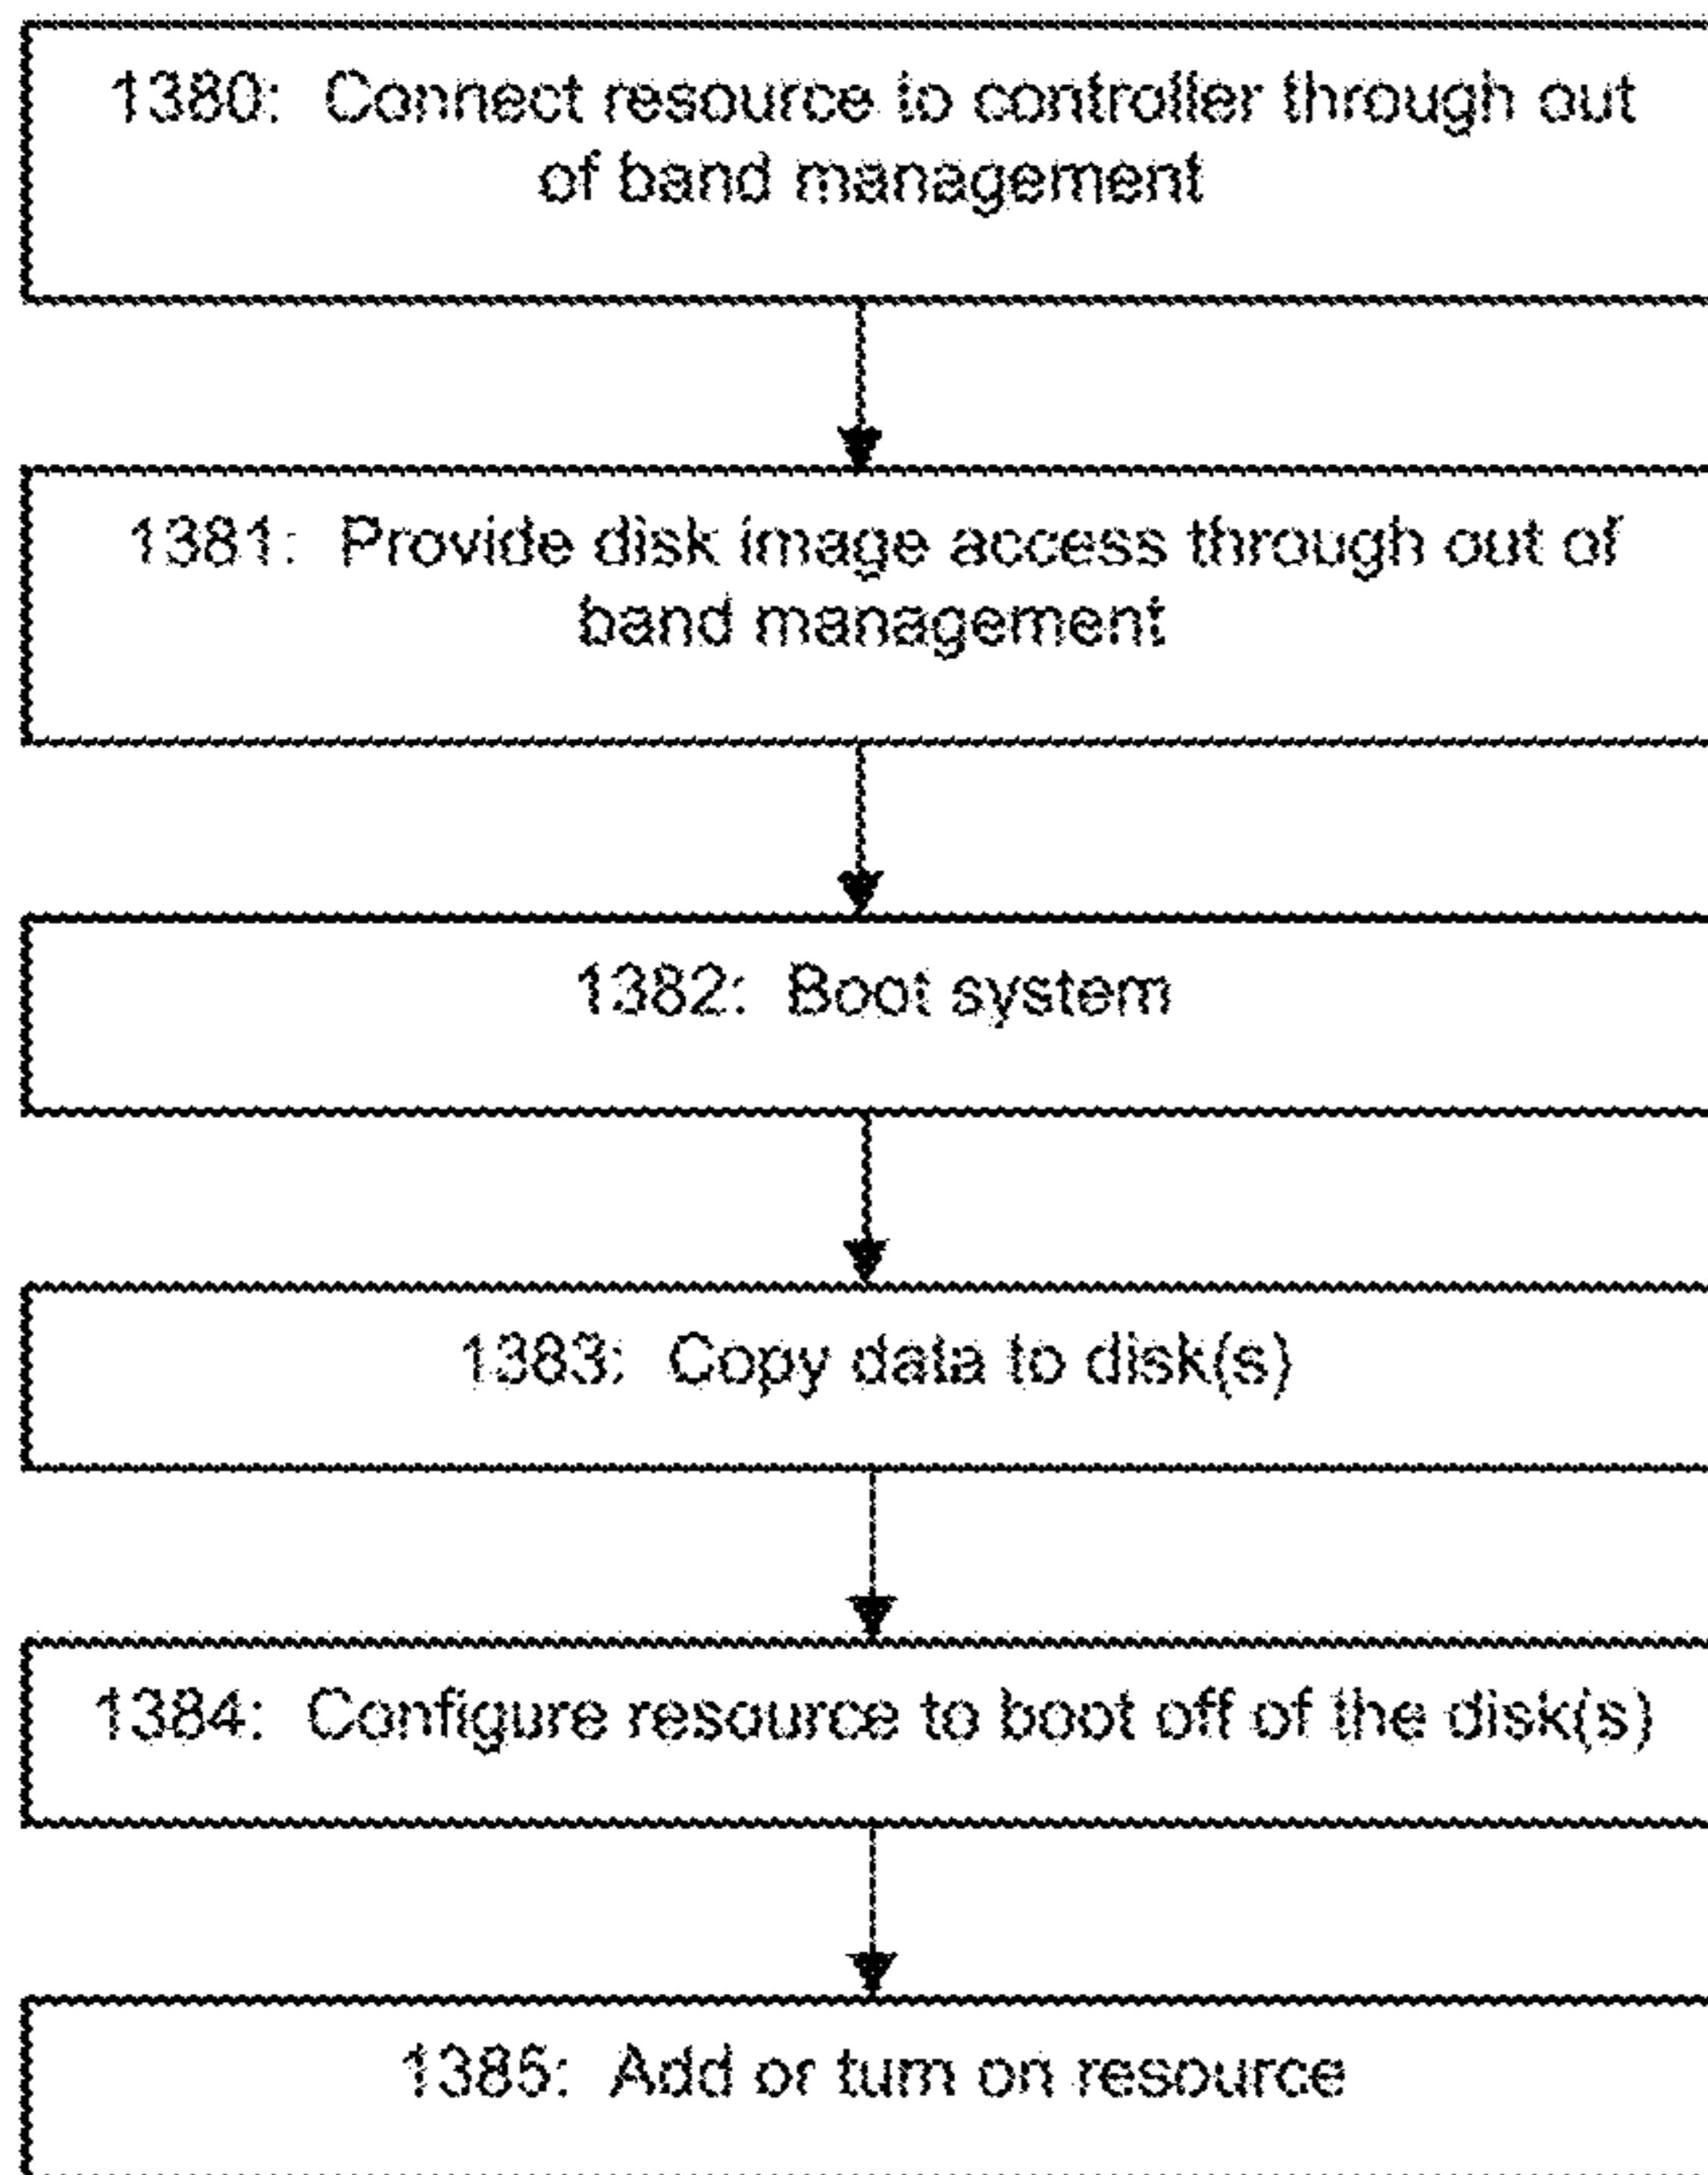 1380: Connect resource to controller through out
of band management
1381: Provide disk image access through out of
band management
1382: Boot system
1383: Copy data to disk(s)
1384: Configure resource to boot off of the disk(s)
1385: Add or turn on resource